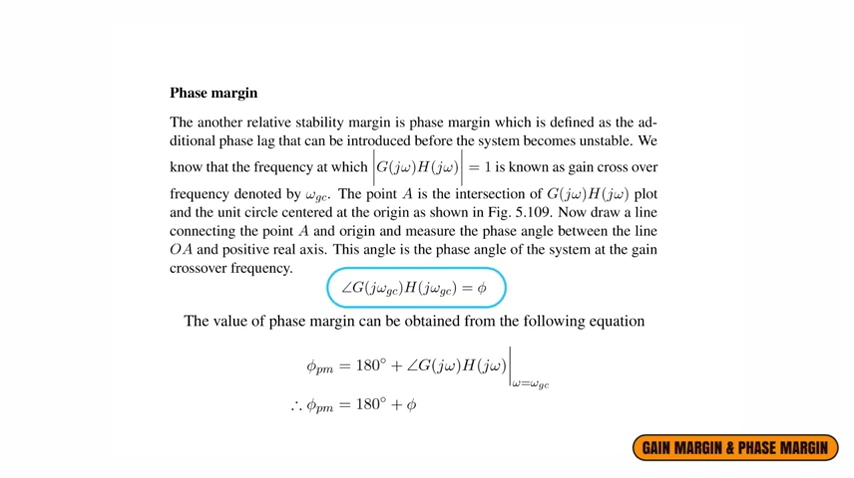 Phase margin
The another relative stability margin is phase margin which is defined as the ad-
ditional phase lag that can be introduced before the system becomes unstable. We
know that the frequency at which |G(jω)H(jω)| = 1 is known as gain cross over
frequency denoted by ω_gc. The point A is the intersection of G(jω)H(jω) plot
and the unit circle centered at the origin as shown in Fig. 5.109. Now draw a line
connecting the point A and origin and measure the phase angle between the line
OA and positive real axis. This angle is the phase angle of the system at the gain
crossover frequency.
∠G(jω_gc)H(jω_gc) = ϕ
The value of phase margin can be obtained from the following equation
ϕ_pm = 180° + ∠G(jω)H(jω)|_ω=ω_gc
∴ ϕ_pm = 180° + ϕ
GAIN MARGIN & PHASE MARGIN